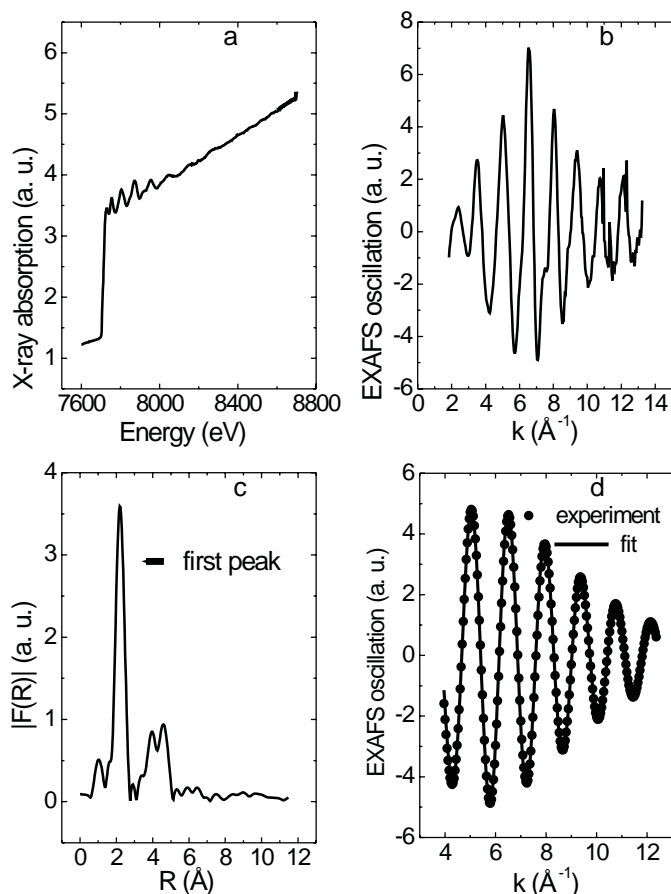 a
X-ray absorption (a. u.)
6
5
4
3
2
1
7600 8000 8400 8800
Energy (eV)
b
EXAFS oscillation (a. u.)
8
6
4
2
0
-2
-4
-6
0 2 4 6 8 10 12 14
k (Å⁻¹)
c
first peak
|F(R)| (a. u.)
4
3
2
1
0
0 2 4 6 8 10 12
R (Å)
d
experiment
fit
EXAFS oscillation (a. u.)
6
4
2
0
-2
-4
-6
4 6 8 10 12
k (Å⁻¹)